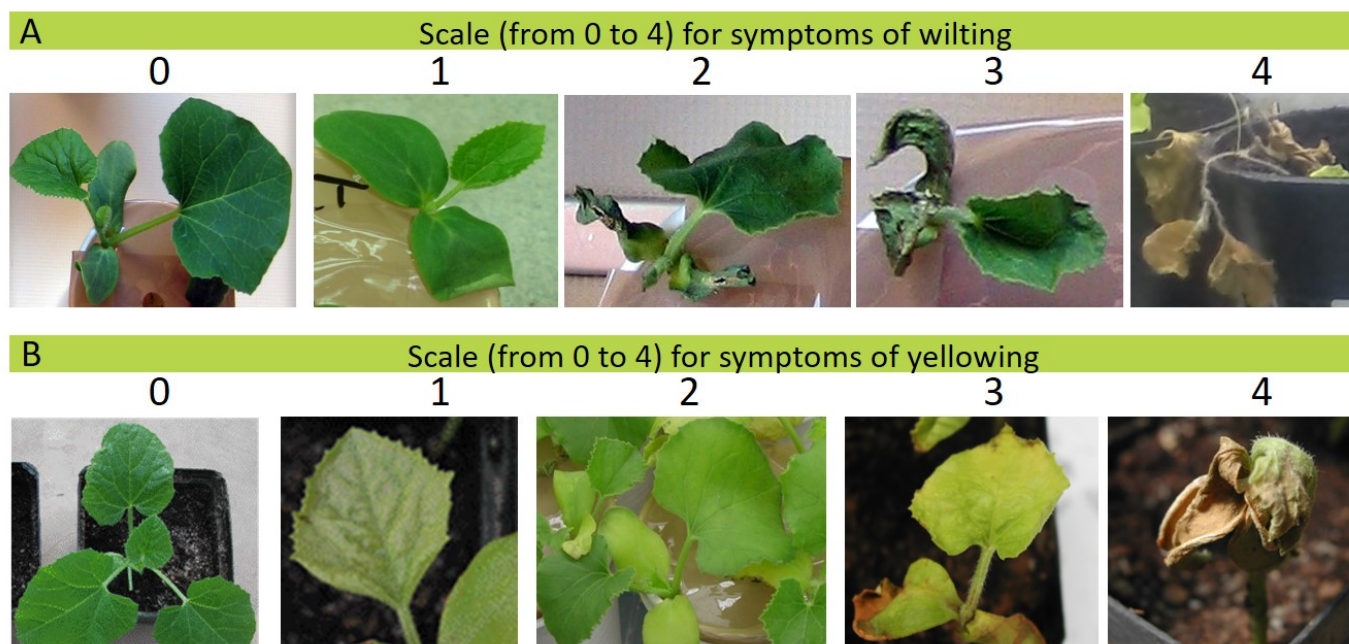 A Scale (from 0 to 4) for symptoms of wilting
0 1 2 3 4
B Scale (from 0 to 4) for symptoms of yellowing
0 1 2 3 4